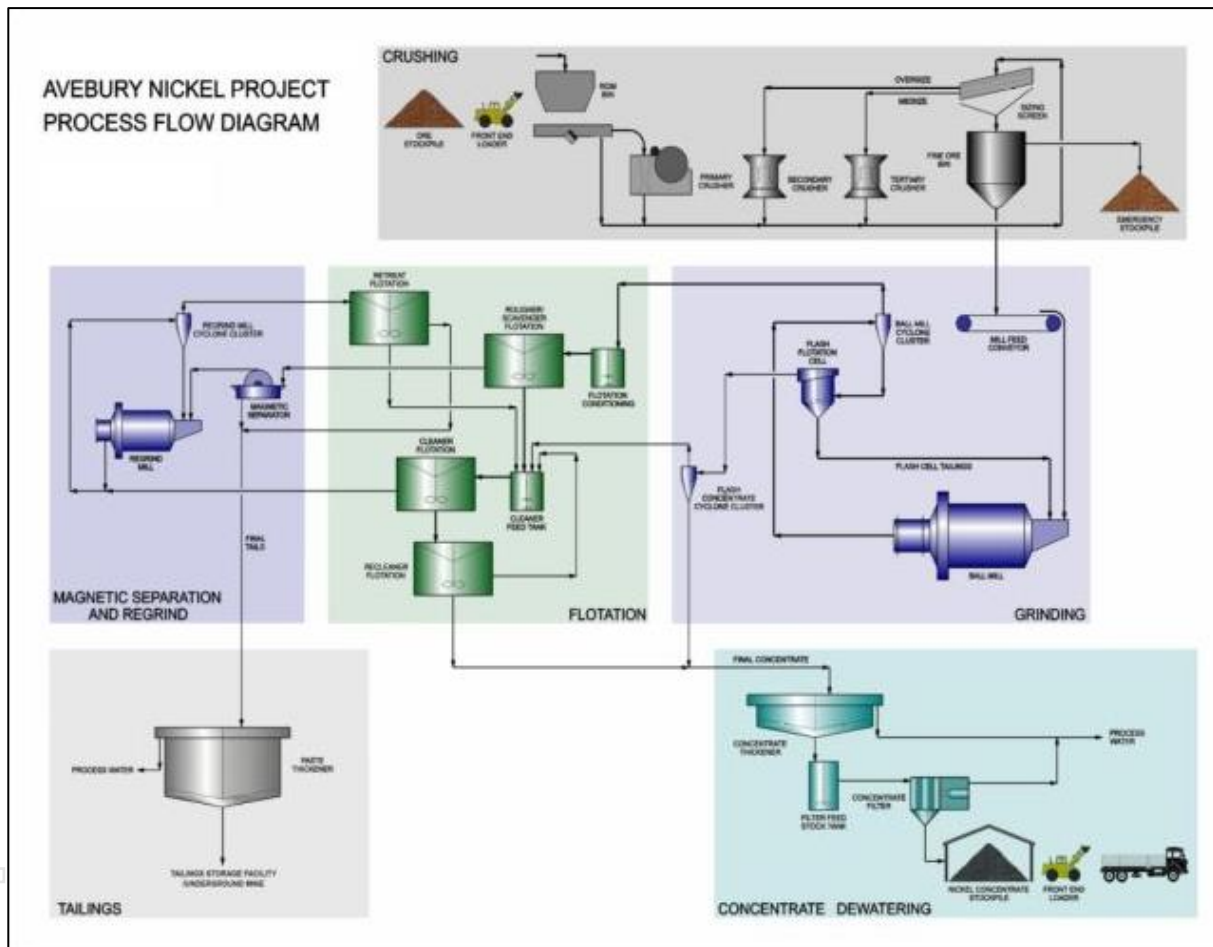 AVEBURY NICKEL PROJECT
PROCESS FLOW DIAGRAM
CRUSHING
ORE
STOCKPILE
FRONT END
LOADER
ROM
BIN
PRIMARY
CRUSHER
SECONDARY
CRUSHER
TERTIARY
CRUSHER
OVERSIZE
MIDSIZE
SIZING
SCREEN
FINE ORE
BIN
EMERGENCY
STOCKPILE
REGRIND MILL
CYCLONE CLUSTER
MAGNETIC
SEPARATOR
REGRIND
MILL
FINAL
TAILS
MAGNETIC SEPARATION
AND REGRIND
RETREAT
FLOTATION
ROUGHER/
SCAVENGER
FLOTATION
FLOTATION
CONDITIONING
CLEANER
FLOTATION
CLEANER
FEED TANK
RECLEANER
FLOTATION
FLOTATION
BALL MILL
CYCLONE
CLUSTER
FLASH
FLOTATION
CELL
MILL FEED
CONVEYOR
FLASH CELL TAILINGS
FLASH
CONCENTRATE
CYCLONE CLUSTER
BALL MILL
GRINDING
PROCESS WATER
PASTE
THICKENER
TAILINGS STORAGE FACILITY
/UNDERGROUND MINE
TAILINGS
FINAL CONCENTRATE
CONCENTRATE
THICKENER
PROCESS
WATER
FILTER FEED
STOCK TANK
CONCENTRATE
FILTER
NICKEL CONCENTRATE
STOCKPILE
FRONT END
LOADER
CONCENTRATE DEWATERING